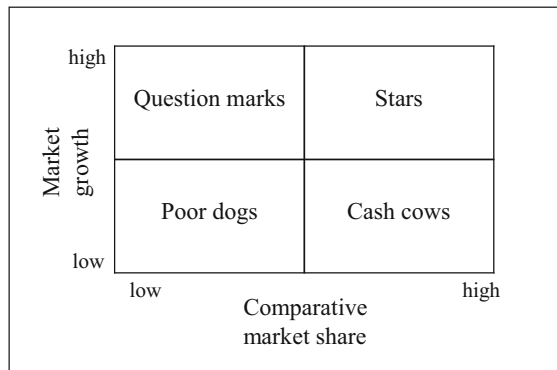 high
Question marks
Stars
Market
growth
Poor dogs
Cash cows
low
low
high
Comparative
market share